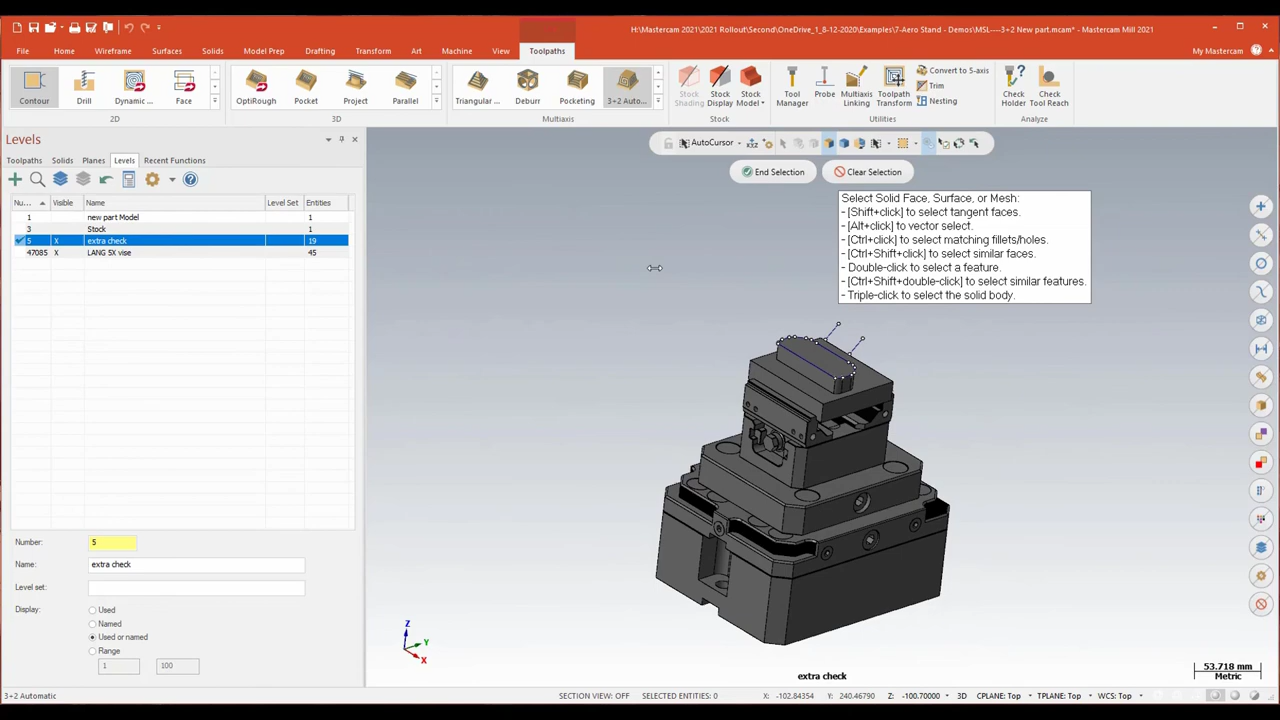 H:\Mastercam 2021\2021 Rollout\Second\OneDrive_1_8-12-2020\Examples\7-Aero Stand - Demos\MSL----3+2 New part.mcam* - Mastercam Mill 2021
File Home Wireframe Surfaces Solids Model Prep Drafting Transform Art Machine View Toolpaths My Mastercam
Contour Drill Dynamic ... Face OptiRough Pocket Project Parallel Triangular ... Deburr Pocketing 3+2 Auto... Stock Shading Stock Display Stock Model Tool Manager Probe Multiaxis Linking Toolpath Transform Convert to 5-axis Trim Nesting Check Holder Check Tool Reach
2D 3D Multiaxis Stock Utilities Analyze
Levels
Toolpaths Solids Planes Levels Recent Functions
AutoCursor
End Selection Clear Selection
Nu... Visible Name Level Set Entities
1 new part Model 1
3 Stock 1
5 X extra check 19
47085 X LANG 5X vise 45
Select Solid Face, Surface, or Mesh:
- [Shift+click] to select tangent faces.
- [Alt+click] to vector select.
- [Ctrl+click] to select matching fillets/holes.
- [Ctrl+Shift+click] to select similar faces.
- Double-click to select a feature.
- [Ctrl+Shift+double-click] to select similar features.
- Triple-click to select the solid body.
Number: 5
Name: extra check
Level set:
Display: Used
Named
Used or named
Range
1 100
Z
Y
X
extra check
53.718 mm
Metric
3+2 Automatic SECTION VIEW: OFF SELECTED ENTITIES: 0 X: -102.84354 Y: 240.46790 Z: -100.70000 3D CPLANE: Top TPLANE: Top WCS: Top